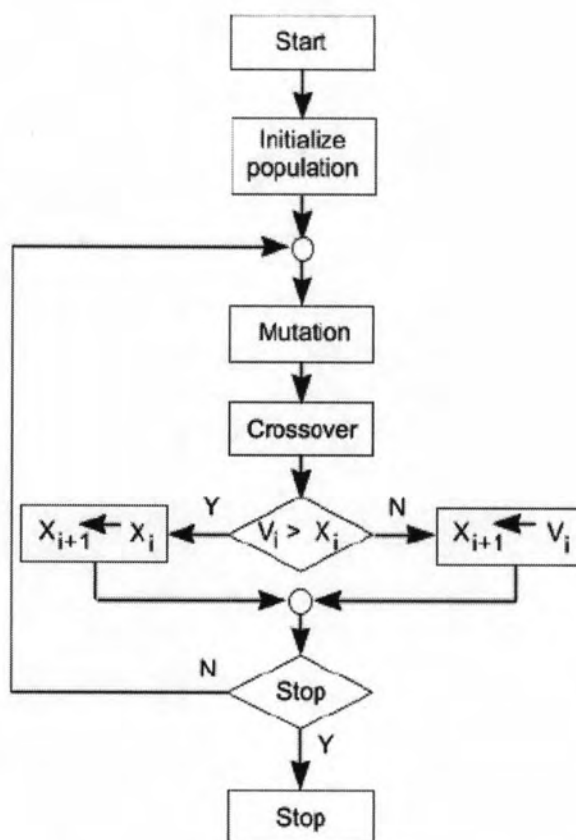 Start
Initialize
population
Mutation
Crossover
Y
N
X_{i+1} ← X_i
V_i > X_i
X_{i+1} ← V_i
N
Stop
Y
Stop